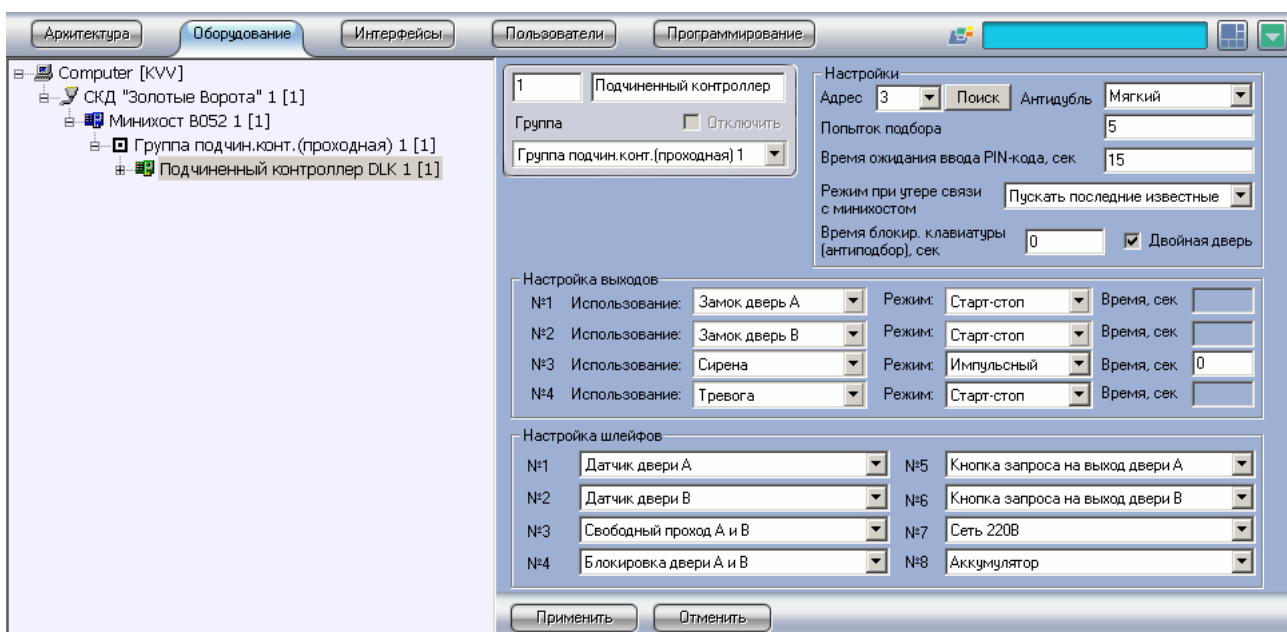 Архитектура Оборудование Интерфейсы Пользователи Программирование
Computer [KVV]
СКД "Золотые Ворота" 1 [1]
Минихост B052 1 [1]
Группа подчин.конт.(проходная) 1 [1]
Подчиненный контроллер DLK 1 [1]
1 Подчиненный контроллер
Группа Отключить
Группа подчин.конт.(проходная) 1
Настройки
Адрес 3 Поиск Антидубль Мягкий
Попыток подбора 5
Время ожидания ввода PIN-кода, сек 15
Режим при утере связи
с минихостом Пускать последние известные
Время блокир. клавиатуры
(антиподбор), сек 0 Двойная дверь
Настройка выходов
№1 Использование: Замок дверь A Режим: Старт-стоп Время, сек
№2 Использование: Замок дверь B Режим: Старт-стоп Время, сек
№3 Использование: Сирена Режим: Импульсный Время, сек 0
№4 Использование: Тревога Режим: Старт-стоп Время, сек
Настройка шлейфов
№1 Датчик двери A №5 Кнопка запроса на выход двери A
№2 Датчик двери B №6 Кнопка запроса на выход двери B
№3 Свободный проход A и B №7 Сеть 220В
№4 Блокировка двери A и B №8 Аккумулятор
Применить Отменить